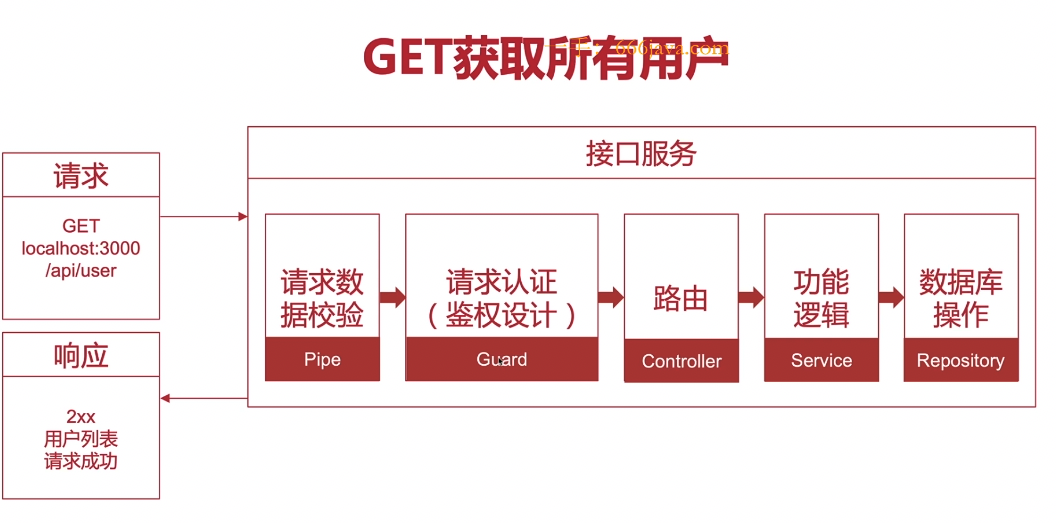 GET获取所有用户
666java.com
请求
GET
localhost:3000
/api/user
响应
2xx
用户列表
请求成功
接口服务
请求数
据校验
Pipe
请求认证
（鉴权设计）
Guard
路由
Controller
功能
逻辑
Service
数据库
操作
Repository